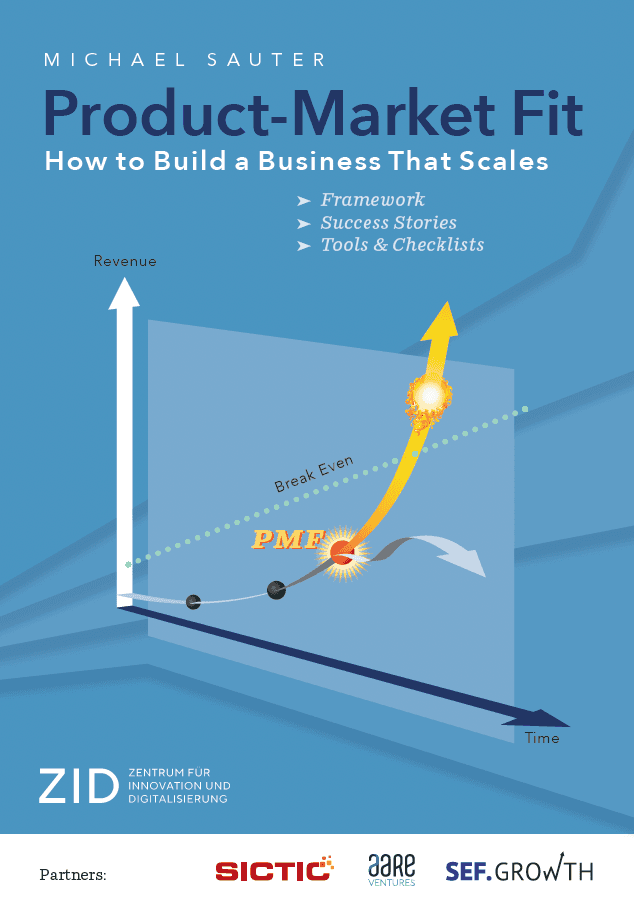 MICHAEL SAUTER
Product-Market Fit
How to Build a Business That Scales
➤ Framework
➤ Success Stories
➤ Tools & Checklists
Revenue
Break Even
PMF
Time
ZID
ZENTRUM FÜR
INNOVATION UND
DIGITALISIERUNG
Partners:
SICTIC
aare
VENTURES
SEF.GROWTH